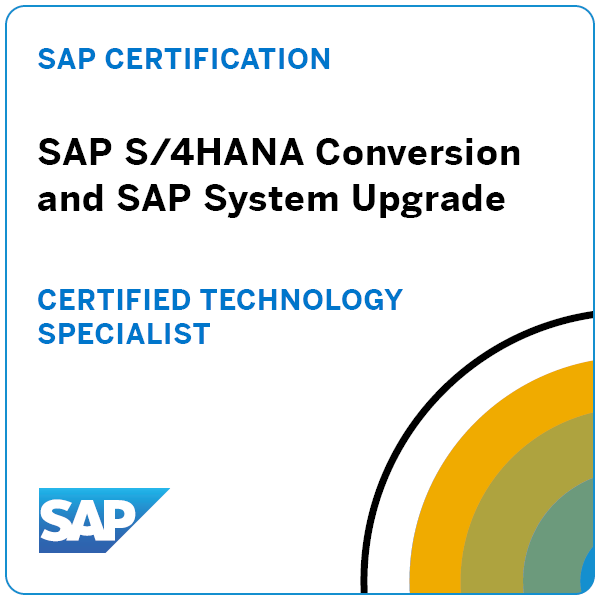 SAP CERTIFICATION
SAP S/4HANA Conversion
and SAP System Upgrade
CERTIFIED TECHNOLOGY
SPECIALIST
SAP